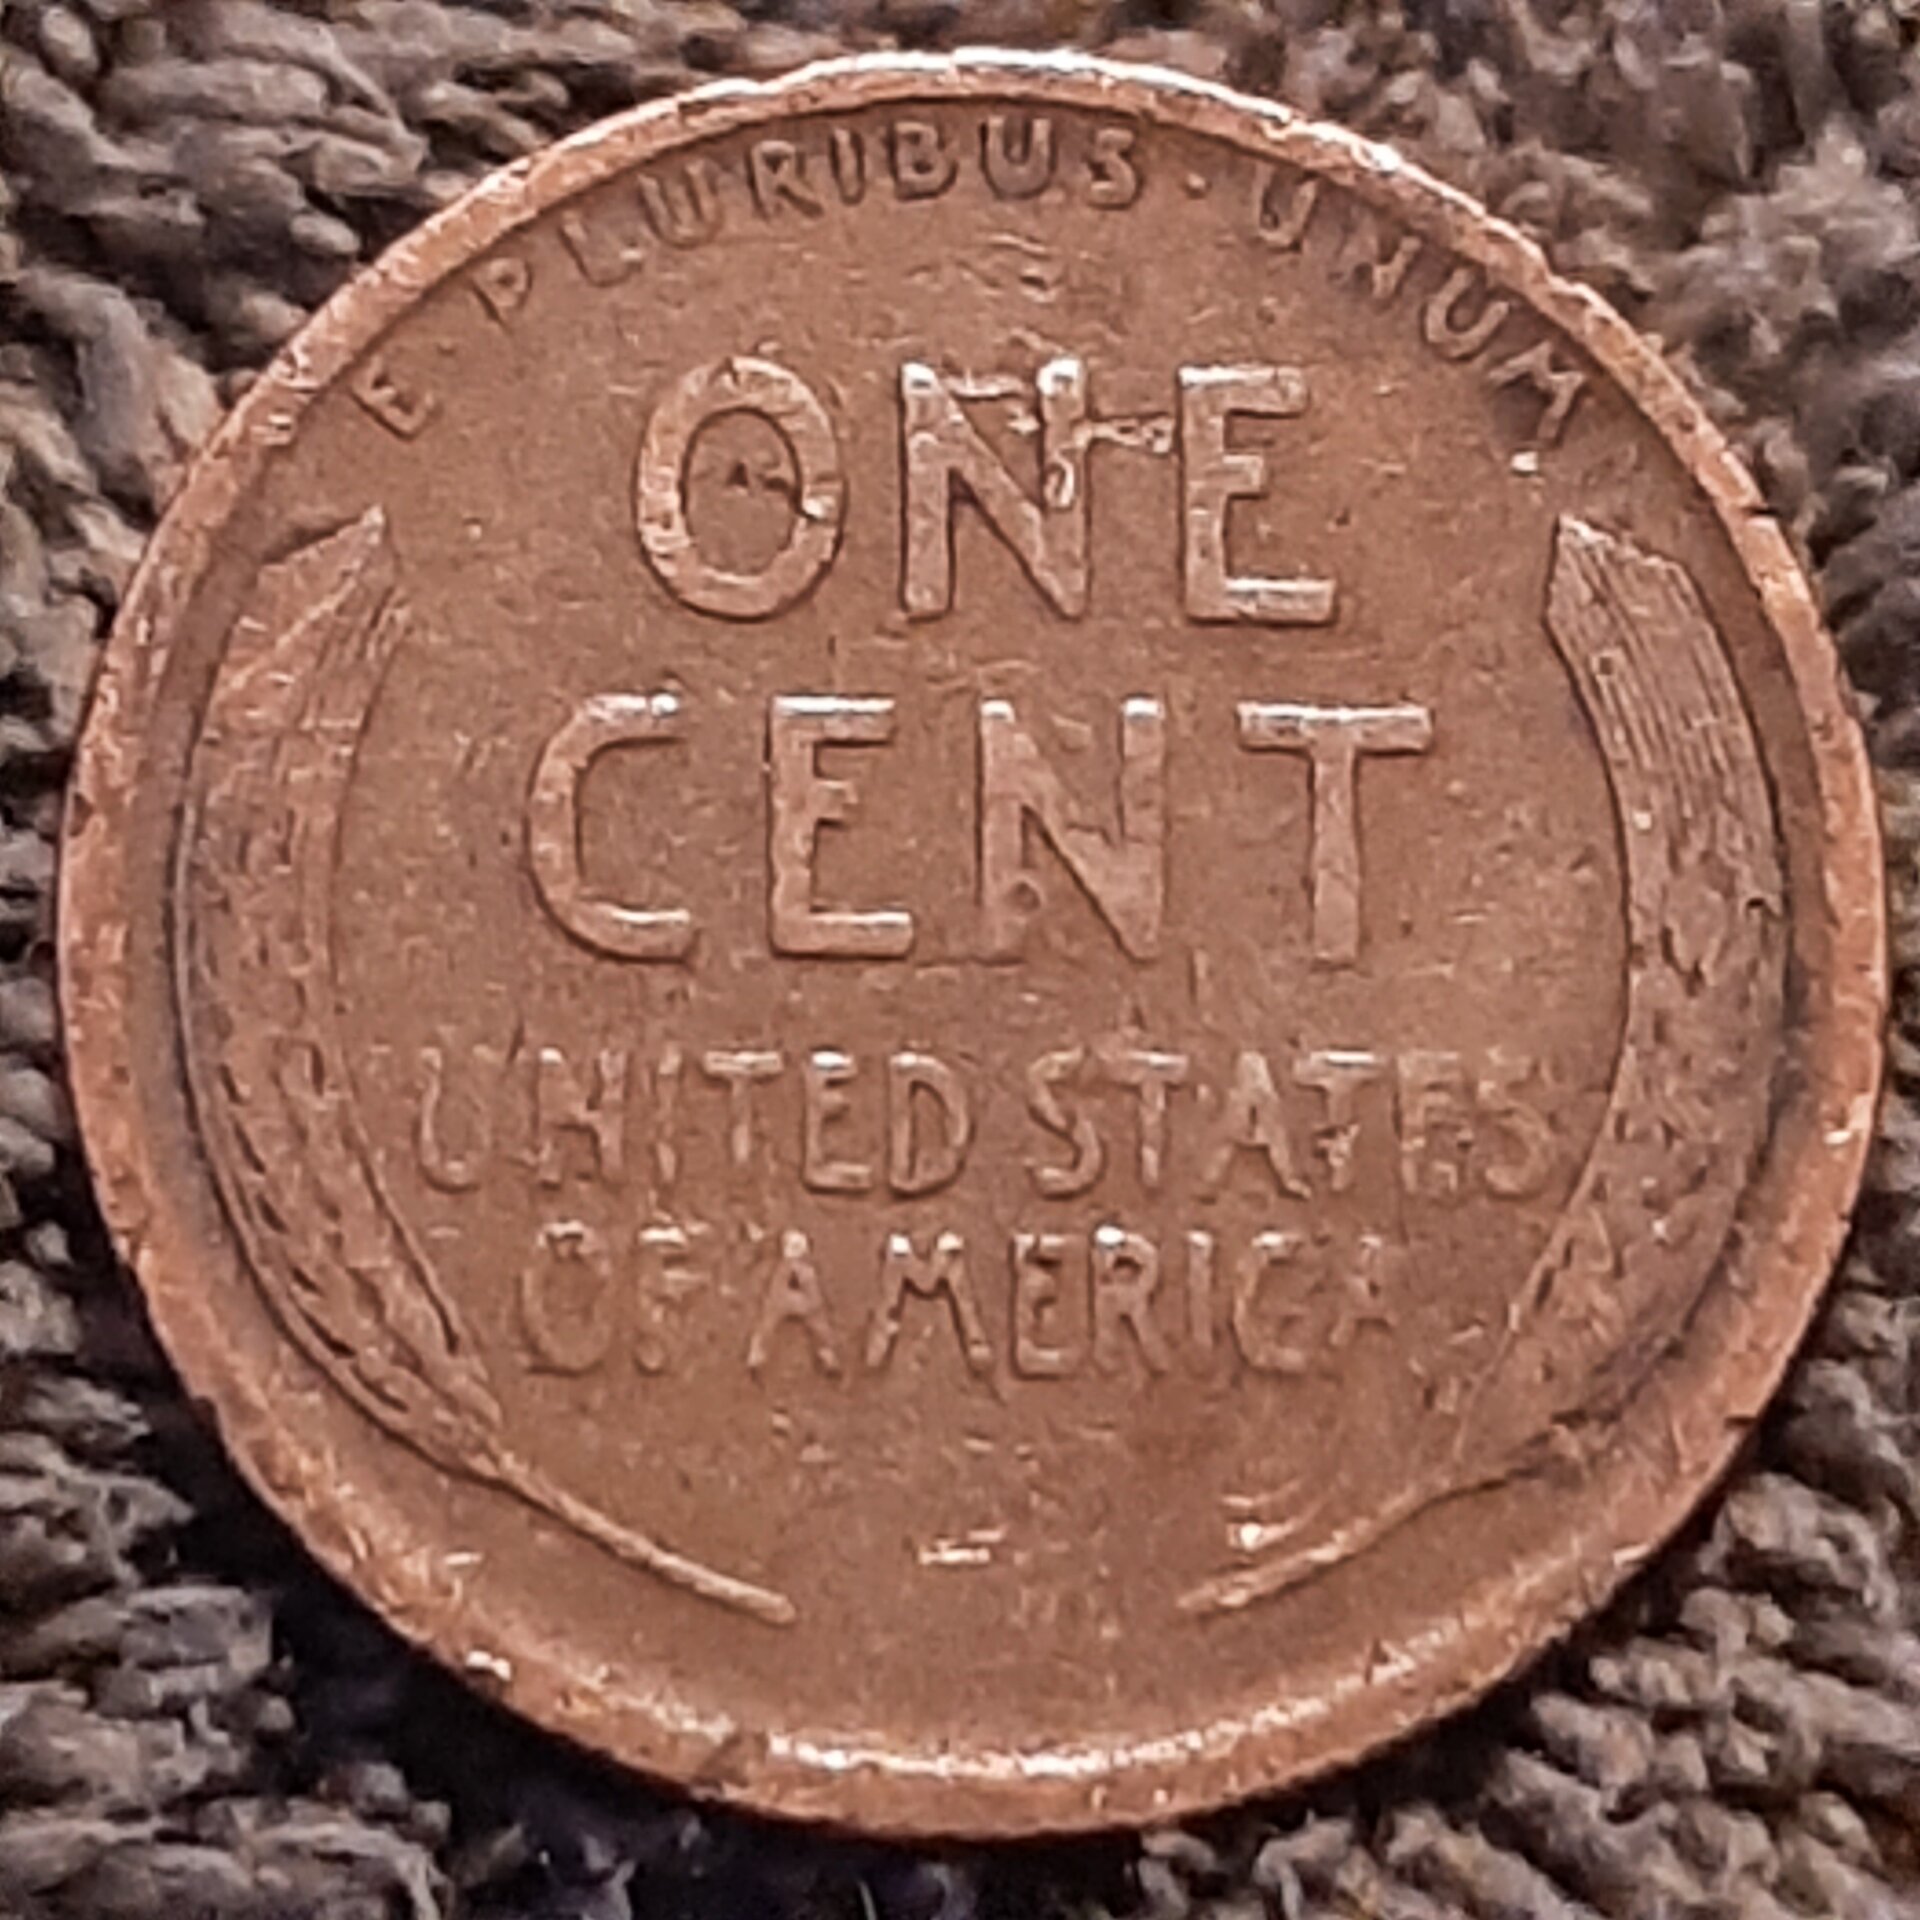 E · PLURIBUS · UNUM
ONE
CENT
UNITED STATES
OF AMERICA